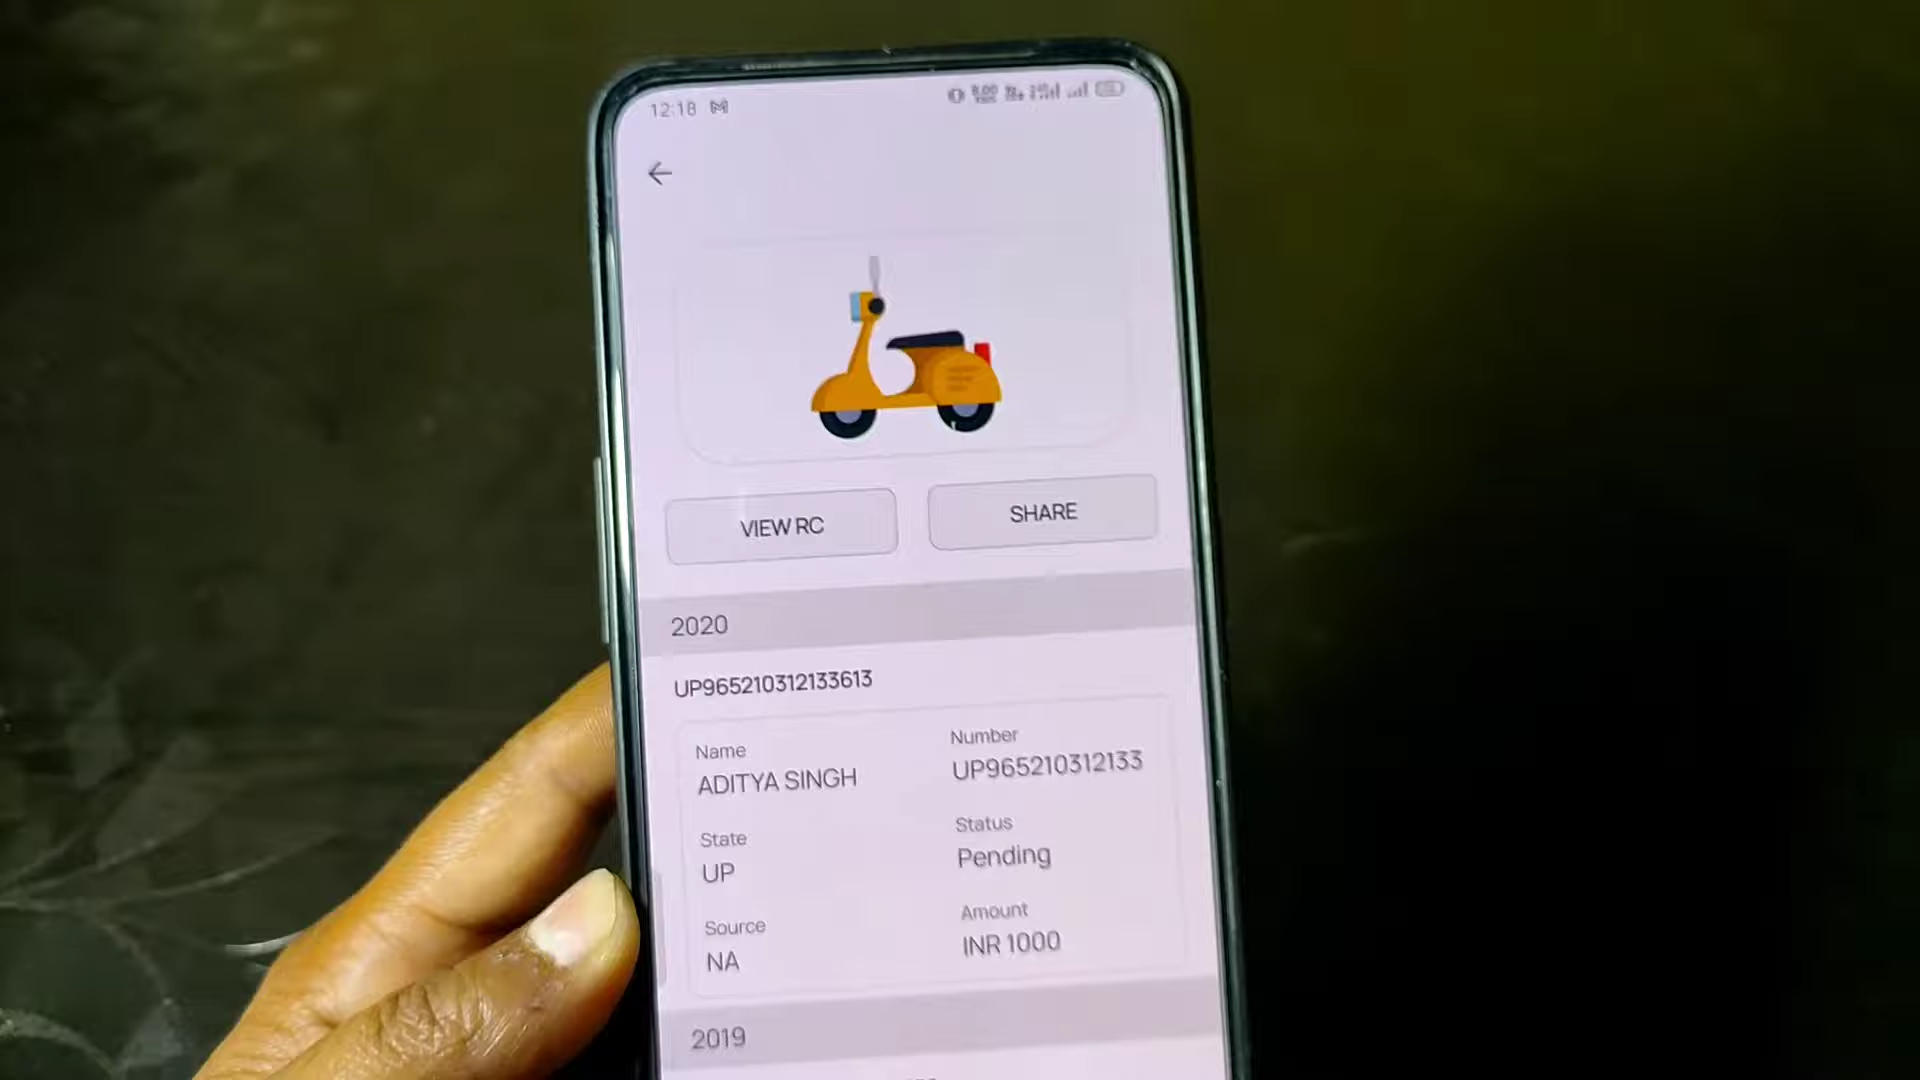 12:18
VIEW RC
SHARE
2020
UP965210312133613
Name
Number
ADITYA SINGH
UP965210312133
State
Status
UP
Pending
Source
Amount
NA
INR 1000
2019